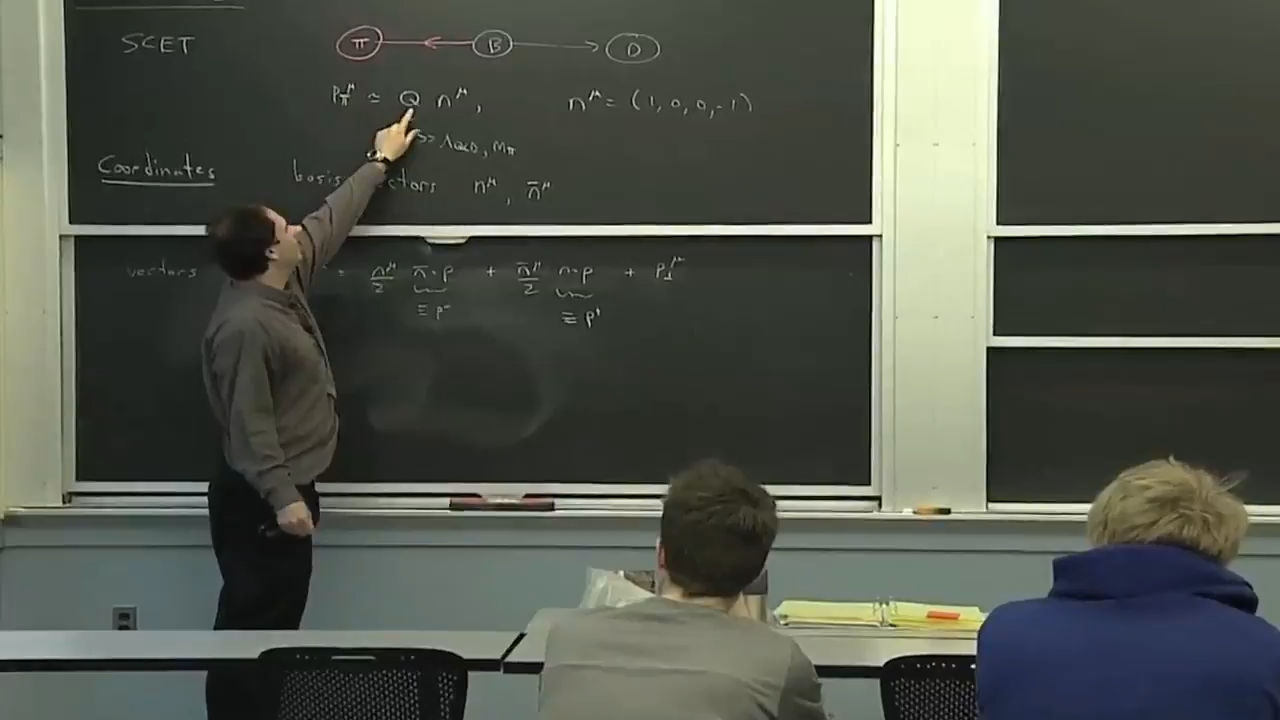 SCET π B D
p_π^μ ≃ Q n^μ, n^μ = (1, 0, 0, -1)
>> Λ_QCD, m_π
Coordinates basis vectors n^μ, n̄^μ
vectors = n^μ/2 n̄·p + n̄^μ/2 n·p + p_⊥^μ
≡ p^- ≡ p^+